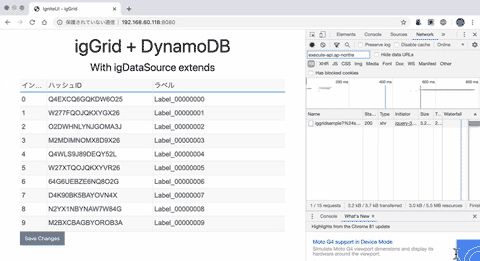 IgniteUI - igGrid
保護されていない通信 | 192.168.60.116:8080
igGrid + DynamoDB
With igDataSource extends
イン... ハッシュID ラベル
0 Q4EXCQ6GQKDW6O25 Label_00000000
1 W277FQOJQKXYGX26 Label_00000001
2 O2DWHNLYNJGOMA3J Label_00000002
3 M2MDIMNOMX8D9X26 Label_00000003
4 Q4WLS9J89DEQY52L Label_00000004
5 W27XTQOJQKXYVR26 Label_00000005
6 64G6UEBZE6NQ8O2G Label_00000006
7 D4K90BK5BAYOVN4X Label_00000007
8 N2YX1NBYNAW7W84G Label_00000008
9 M2BXCBAGBYOROB3A Label_00000009
Save Changes
Elements Console Network
Preserve log Disable cache Online
execute-api.ap-northe Hide data URLs
All XHR JS CSS Img Media Font Doc WS Manifest Other
Has blocked cookies
200 ms 400 ms 600 ms 800 ms
Name Sta... Type Initiator Size T... Waterfall
iggridsample?%24s... 200 xhr jquery-3... 3.2... 2...
1 / 15 requests 3.2 kB / 3.7 kB transferred 3.0 kB / 5.5 MB resources
Console What's New
Highlights from the Chrome 81 update
Moto G4 support in Device Mode
Simulate Moto G4 viewport dimensions and display its hardware around the viewport.